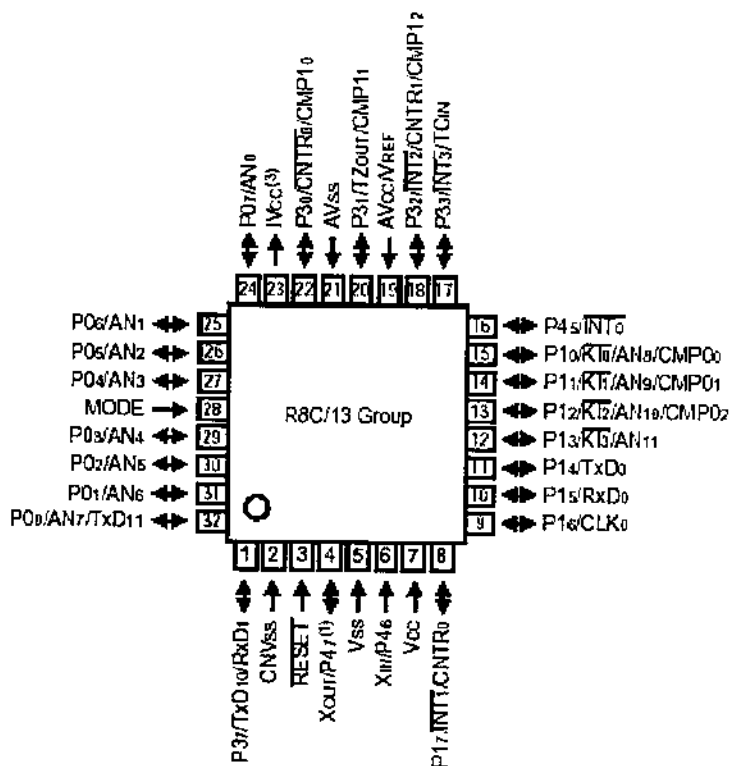 P07/AN0
IVCC(3)
P30/CNTR0/CMP10
AVSS
P31/TZOUT/CMP11
AVCC/VREF
P32/INT2/CNTR1/CMP12
P33/INT3/TCIN
24 23 22 21 20 19 18 17
P06/AN1 25
P05/AN2 26
P04/AN3 27
MODE 28
P03/AN4 29
P02/AN5 30
P01/AN6 31
P00/AN7/TxD11 32
R8C/13 Group
16 P45/INT0
15 P10/KI0/AN8/CMP00
14 P11/KI1/AN9/CMP01
13 P12/KI2/AN10/CMP02
12 P13/KI3/AN11
11 P14/TxD0
10 P15/RxD0
9 P16/CLK0
1 2 3 4 5 6 7 8
P37/TxD10/RxD1
CNVSS
RESET
XOUT/P47(1)
VSS
XIN/P46
VCC
P17/INT1/CNTR0